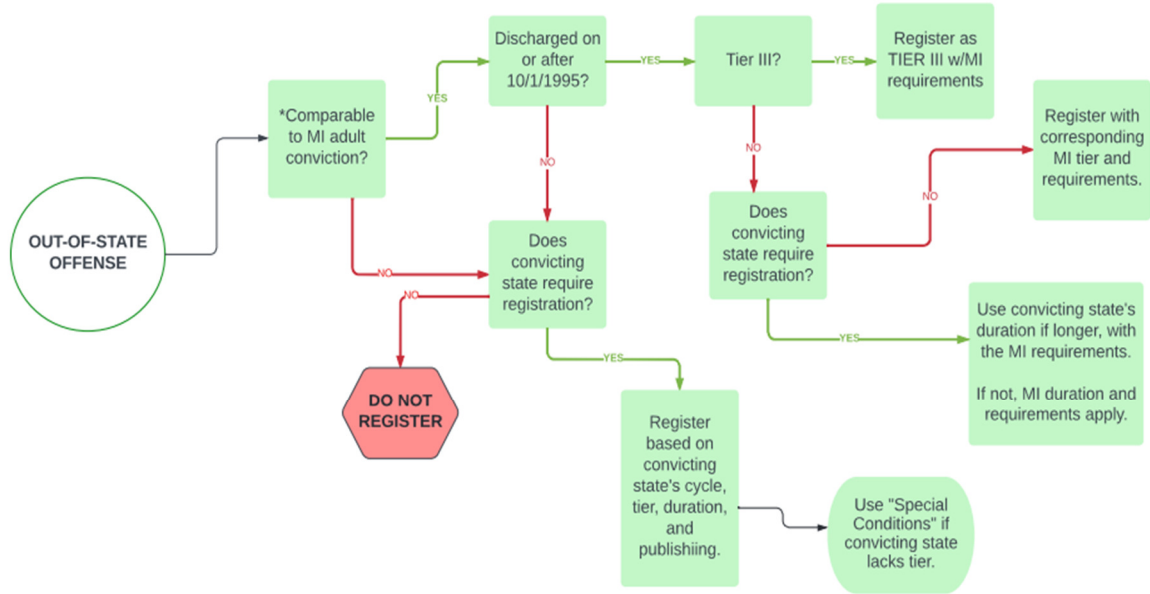 OUT-OF-STATE
OFFENSE
*Comparable
to MI adult
conviction?
YES
NO
Discharged on
or after
10/1/1995?
YES
NO
Tier III?
YES
NO
Register as
TIER III w/MI
requirements
Does
convicting
state require
registration?
NO
YES
DO NOT
REGISTER
Does
convicting
state require
registration?
NO
YES
Register with
corresponding
MI tier and
requirements.
Use convicting state's
duration if longer, with
the MI requirements.
If not, MI duration and
requirements apply.
Register
based on
convicting
state's cycle,
tier, duration,
and
publishiing.
Use "Special
Conditions" if
convicting state
lacks tier.